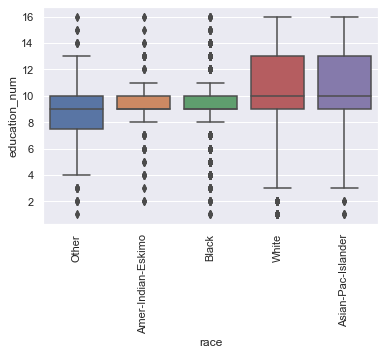 16
14
12
10
8
6
4
2
education_num
Other
Amer-Indian-Eskimo
Black
White
Asian-Pac-Islander
race